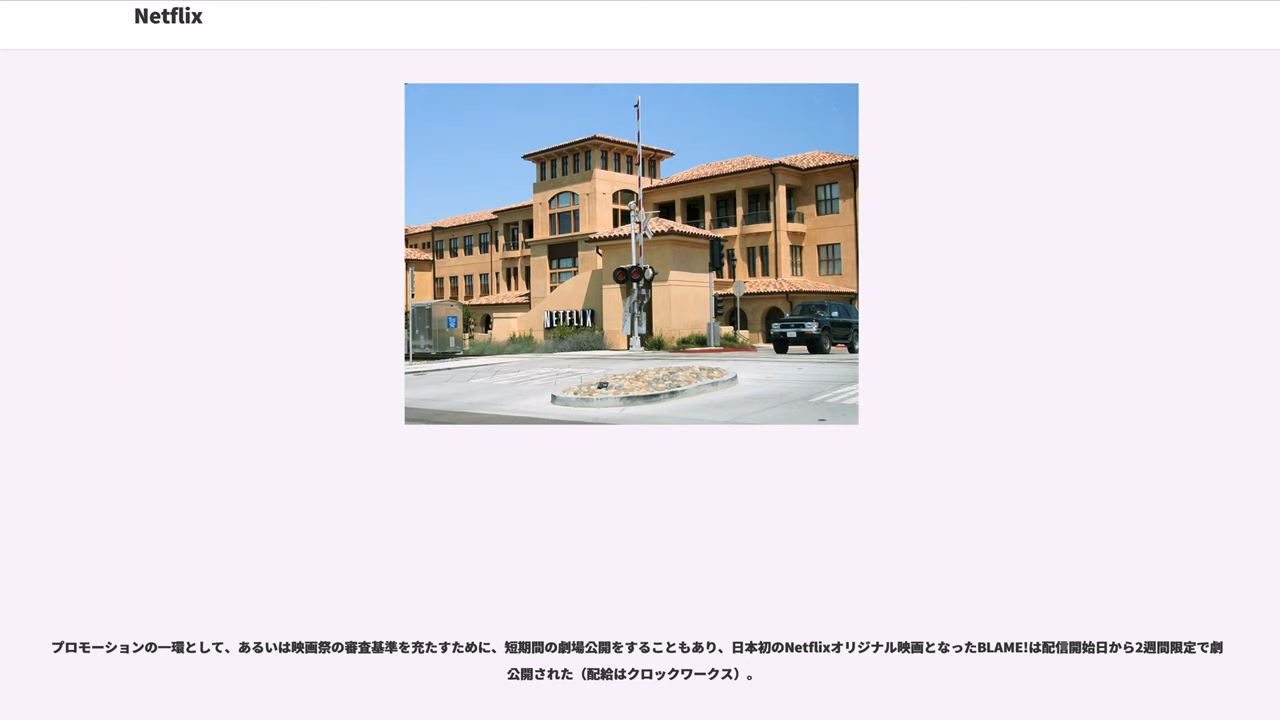 Netflix
NETFLIX
プロモーションの一環として、あるいは映画祭の審査基準を充たすために、短期間の劇場公開をすることもあり、日本初のNetflixオリジナル映画となったBLAME!は配信開始日から2週間限定で劇
公開された（配給はクロックワークス）。